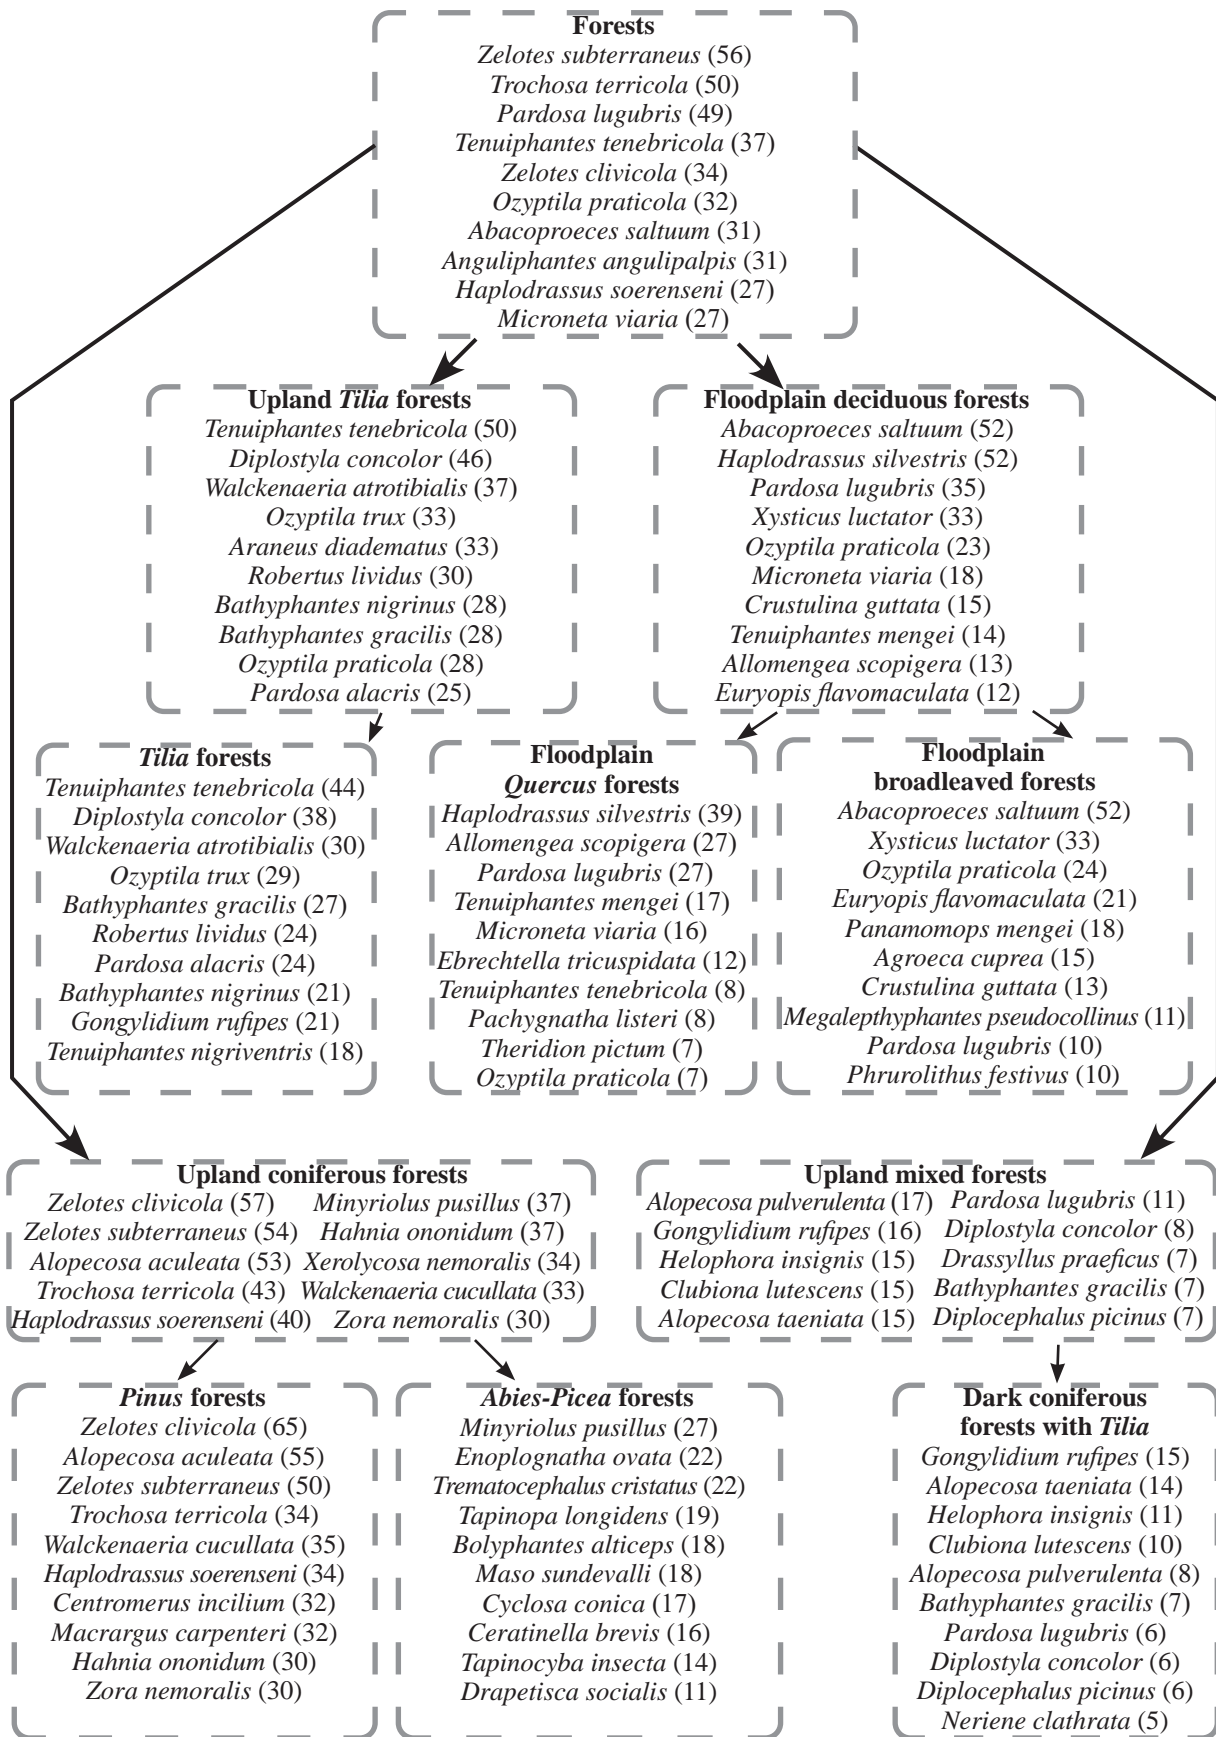 Forests
Zelotes subterraneus (56)
Trochosa terricola (50)
Pardosa lugubris (49)
Tenuiphantes tenebricola (37)
Zelotes clivicola (34)
Ozyptila praticola (32)
Abacoproeces saltuum (31)
Anguliphantes angulipalpis (31)
Haplodrassus soerenseni (27)
Microneta viaria (27)
Upland Tilia forests
Tenuiphantes tenebricola (50)
Diplostyla concolor (46)
Walckenaeria atrotibialis (37)
Ozyptila trux (33)
Araneus diadematus (33)
Robertus lividus (30)
Bathyphantes nigrinus (28)
Bathyphantes gracilis (28)
Ozyptila praticola (28)
Pardosa alacris (25)
Floodplain deciduous forests
Abacoproeces saltuum (52)
Haplodrassus silvestris (52)
Pardosa lugubris (35)
Xysticus luctator (33)
Ozyptila praticola (23)
Microneta viaria (18)
Crustulina guttata (15)
Tenuiphantes mengei (14)
Allomengea scopigera (13)
Euryopis flavomaculata (12)
Tilia forests
Tenuiphantes tenebricola (44)
Diplostyla concolor (38)
Walckenaeria atrotibialis (30)
Ozyptila trux (29)
Bathyphantes gracilis (27)
Robertus lividus (24)
Pardosa alacris (24)
Bathyphantes nigrinus (21)
Gongylidium rufipes (21)
Tenuiphantes nigriventris (18)
Floodplain
Quercus forests
Haplodrassus silvestris (39)
Allomengea scopigera (27)
Pardosa lugubris (27)
Tenuiphantes mengei (17)
Microneta viaria (16)
Ebrechtella tricuspidata (12)
Tenuiphantes tenebricola (8)
Pachygnatha listeri (8)
Theridion pictum (7)
Ozyptila praticola (7)
Floodplain
broadleaved forests
Abacoproeces saltuum (52)
Xysticus luctator (33)
Ozyptila praticola (24)
Euryopis flavomaculata (21)
Panamomops mengei (18)
Agroeca cuprea (15)
Crustulina guttata (13)
Megalepthyphantes pseudocollinus (11)
Pardosa lugubris (10)
Phrurolithus festivus (10)
Upland coniferous forests
Zelotes clivicola (57)
Zelotes subterraneus (54)
Alopecosa aculeata (53)
Trochosa terricola (43)
Haplodrassus soerenseni (40)
Minyriolus pusillus (37)
Hahnia ononidum (37)
Xerolycosa nemoralis (34)
Walckenaeria cucullata (33)
Zora nemoralis (30)
Upland mixed forests
Alopecosa pulverulenta (17)
Gongylidium rufipes (16)
Helophora insignis (15)
Clubiona lutescens (15)
Alopecosa taeniata (15)
Pardosa lugubris (11)
Diplostyla concolor (8)
Drassyllus praeficus (7)
Bathyphantes gracilis (7)
Diplocephalus picinus (7)
Pinus forests
Zelotes clivicola (65)
Alopecosa aculeata (55)
Zelotes subterraneus (50)
Trochosa terricola (34)
Walckenaeria cucullata (35)
Haplodrassus soerenseni (34)
Centromerus incilium (32)
Macrargus carpenteri (32)
Hahnia ononidum (30)
Zora nemoralis (30)
Abies-Picea forests
Minyriolus pusillus (27)
Enoplognatha ovata (22)
Trematocephalus cristatus (22)
Tapinopa longidens (19)
Bolyphantes alticeps (18)
Maso sundevalli (18)
Cyclosa conica (17)
Ceratinella brevis (16)
Tapinocyba insecta (14)
Drapetisca socialis (11)
Dark coniferous
forests with Tilia
Gongylidium rufipes (15)
Alopecosa taeniata (14)
Helophora insignis (11)
Clubiona lutescens (10)
Alopecosa pulverulenta (8)
Bathyphantes gracilis (7)
Pardosa lugubris (6)
Diplostyla concolor (6)
Diplocephalus picinus (6)
Neriene clathrata (5)